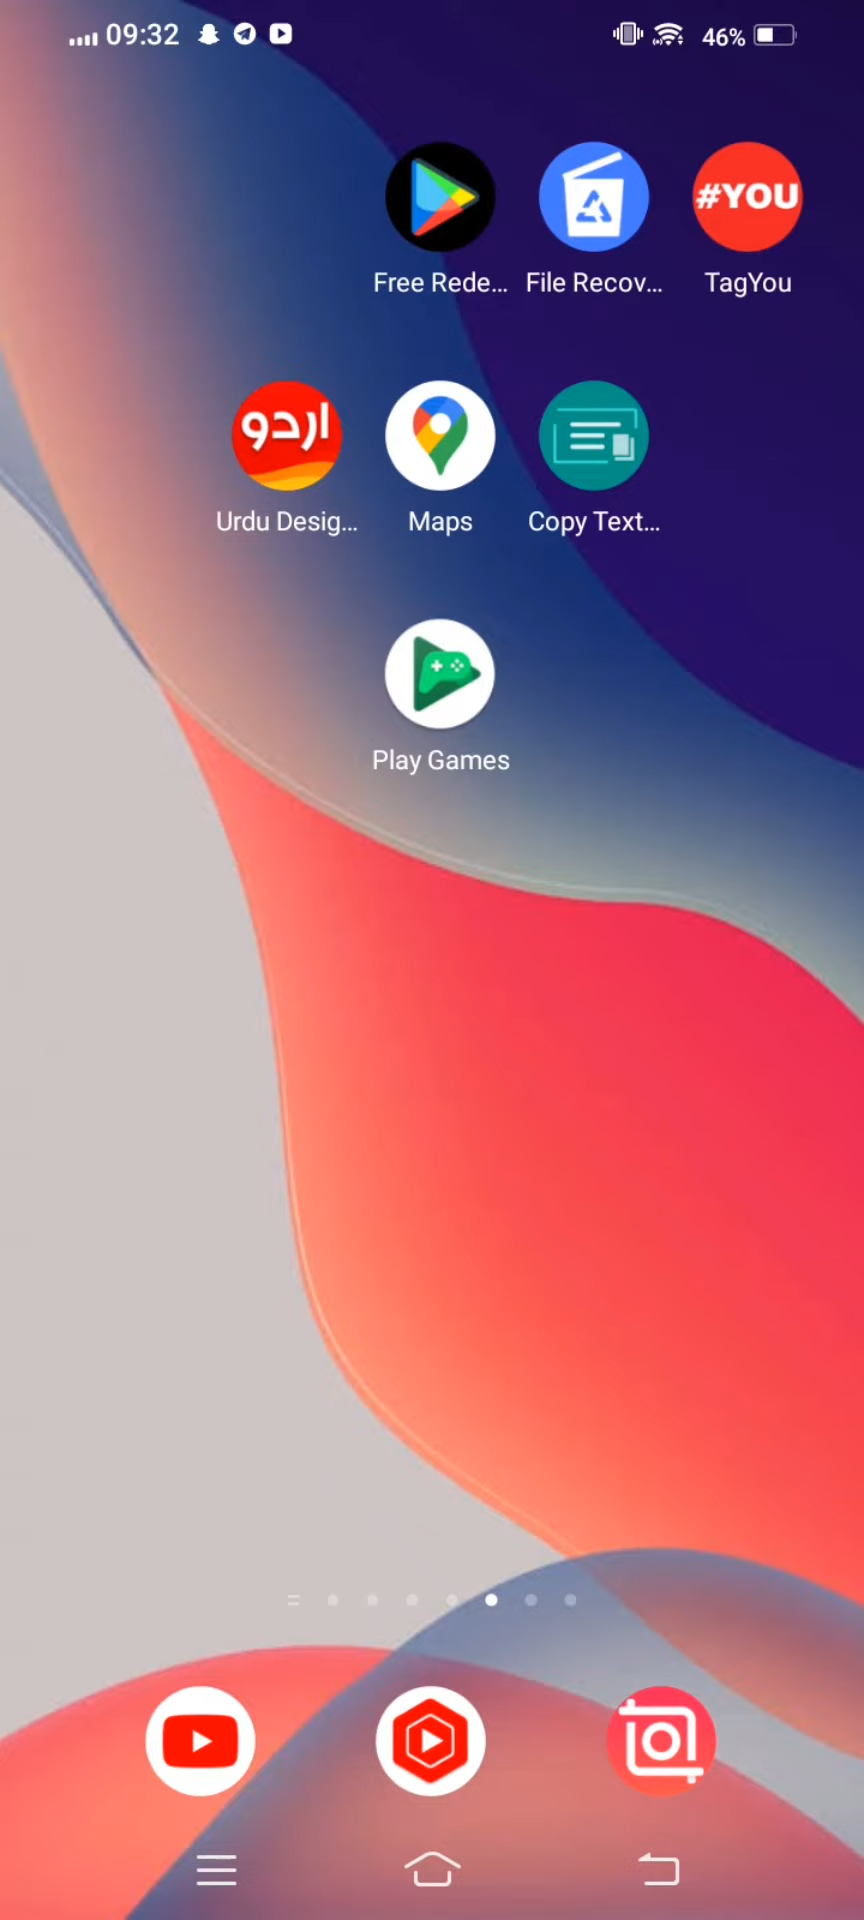 09:32 46%
#YOU
Free Rede... File Recov... TagYou
اردو
Urdu Desig... Maps Copy Text...
Play Games